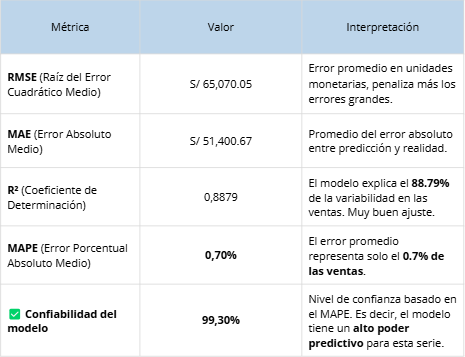 Métrica Valor Interpretación
RMSE (Raíz del Error
Cuadrático Medio)
S/ 65,070.05
Error promedio en unidades
monetarias, penaliza más los
errores grandes.
MAE (Error Absoluto
Medio)
S/ 51,400.67
Promedio del error absoluto
entre predicción y realidad.
R² (Coeficiente de
Determinación)
0,8879
El modelo explica el 88.79%
de la variabilidad en las
ventas. Muy buen ajuste.
MAPE (Error Porcentual
Absoluto Medio)
0,70%
El error promedio
representa solo el 0.7% de
las ventas.
✅ Confiabilidad del
modelo
99,30%
Nivel de confianza basado en
el MAPE. Es decir, el modelo
tiene un alto poder
predictivo para esta serie.